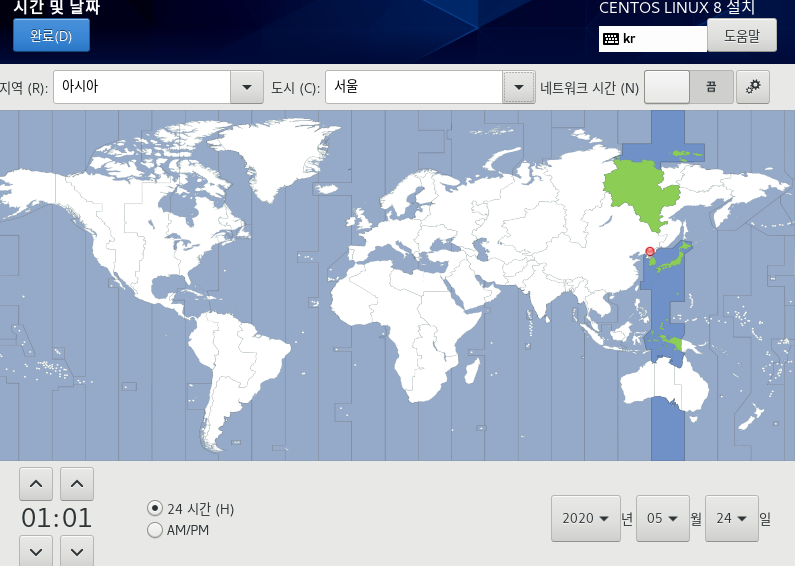 시간 및 날짜
CENTOS LINUX 8 설치
완료(D)
kr
도움말
지역 (R):
아시아
도시 (C):
서울
네트워크 시간 (N)
끔
01:01
24 시간 (H)
AM/PM
2020 년 05 월 24 일